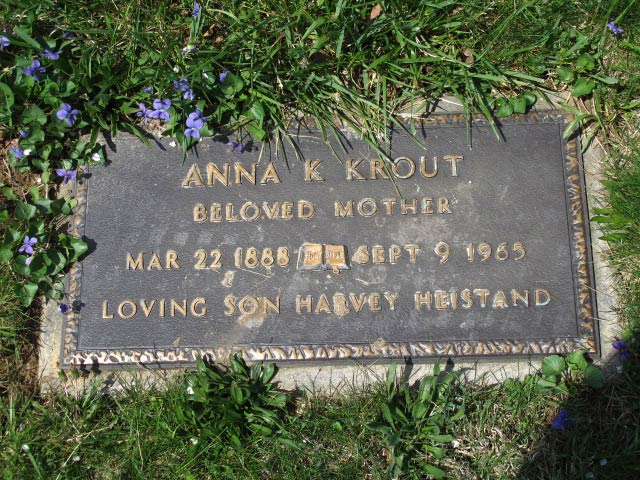 ANNA K KROUT
BELOVED MOTHER
MAR 22 1888 SEPT 9 1965
LOVING SON HARVEY HEISTAND